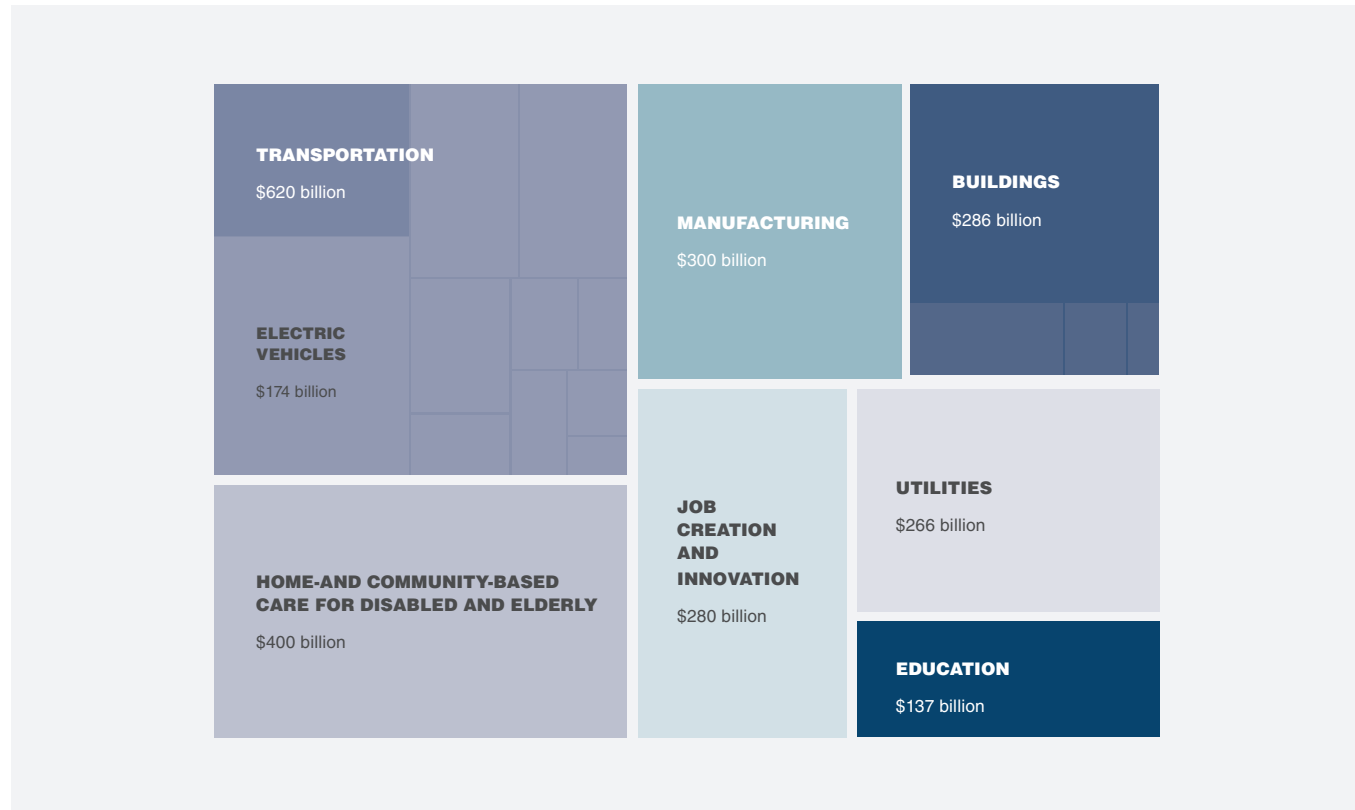 TRANSPORTATION
$620 billion
ELECTRIC
VEHICLES
$174 billion
HOME-AND COMMUNITY-BASED
CARE FOR DISABLED AND ELDERLY
$400 billion
MANUFACTURING
$300 billion
BUILDINGS
$286 billion
JOB
CREATION
AND
INNOVATION
$280 billion
UTILITIES
$266 billion
EDUCATION
$137 billion